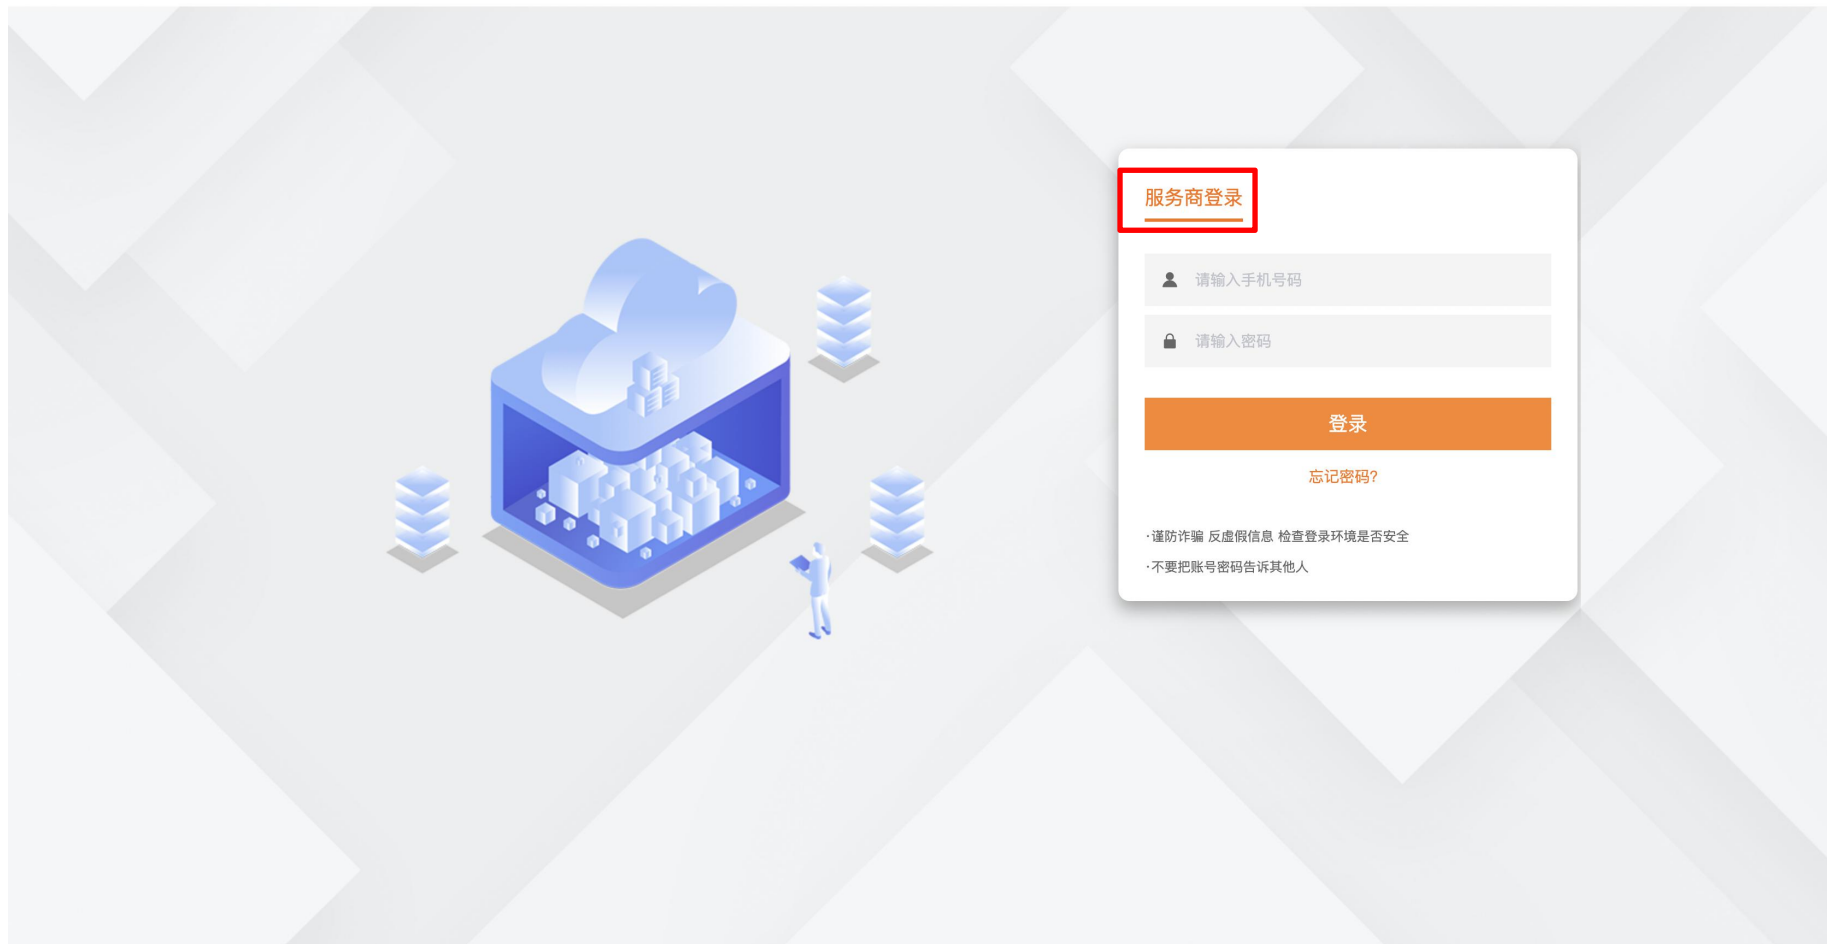 服务商登录
请输入手机号码
请输入密码
登录
忘记密码?
·谨防诈骗 反虚假信息 检查登录环境是否安全
·不要把账号密码告诉其他人